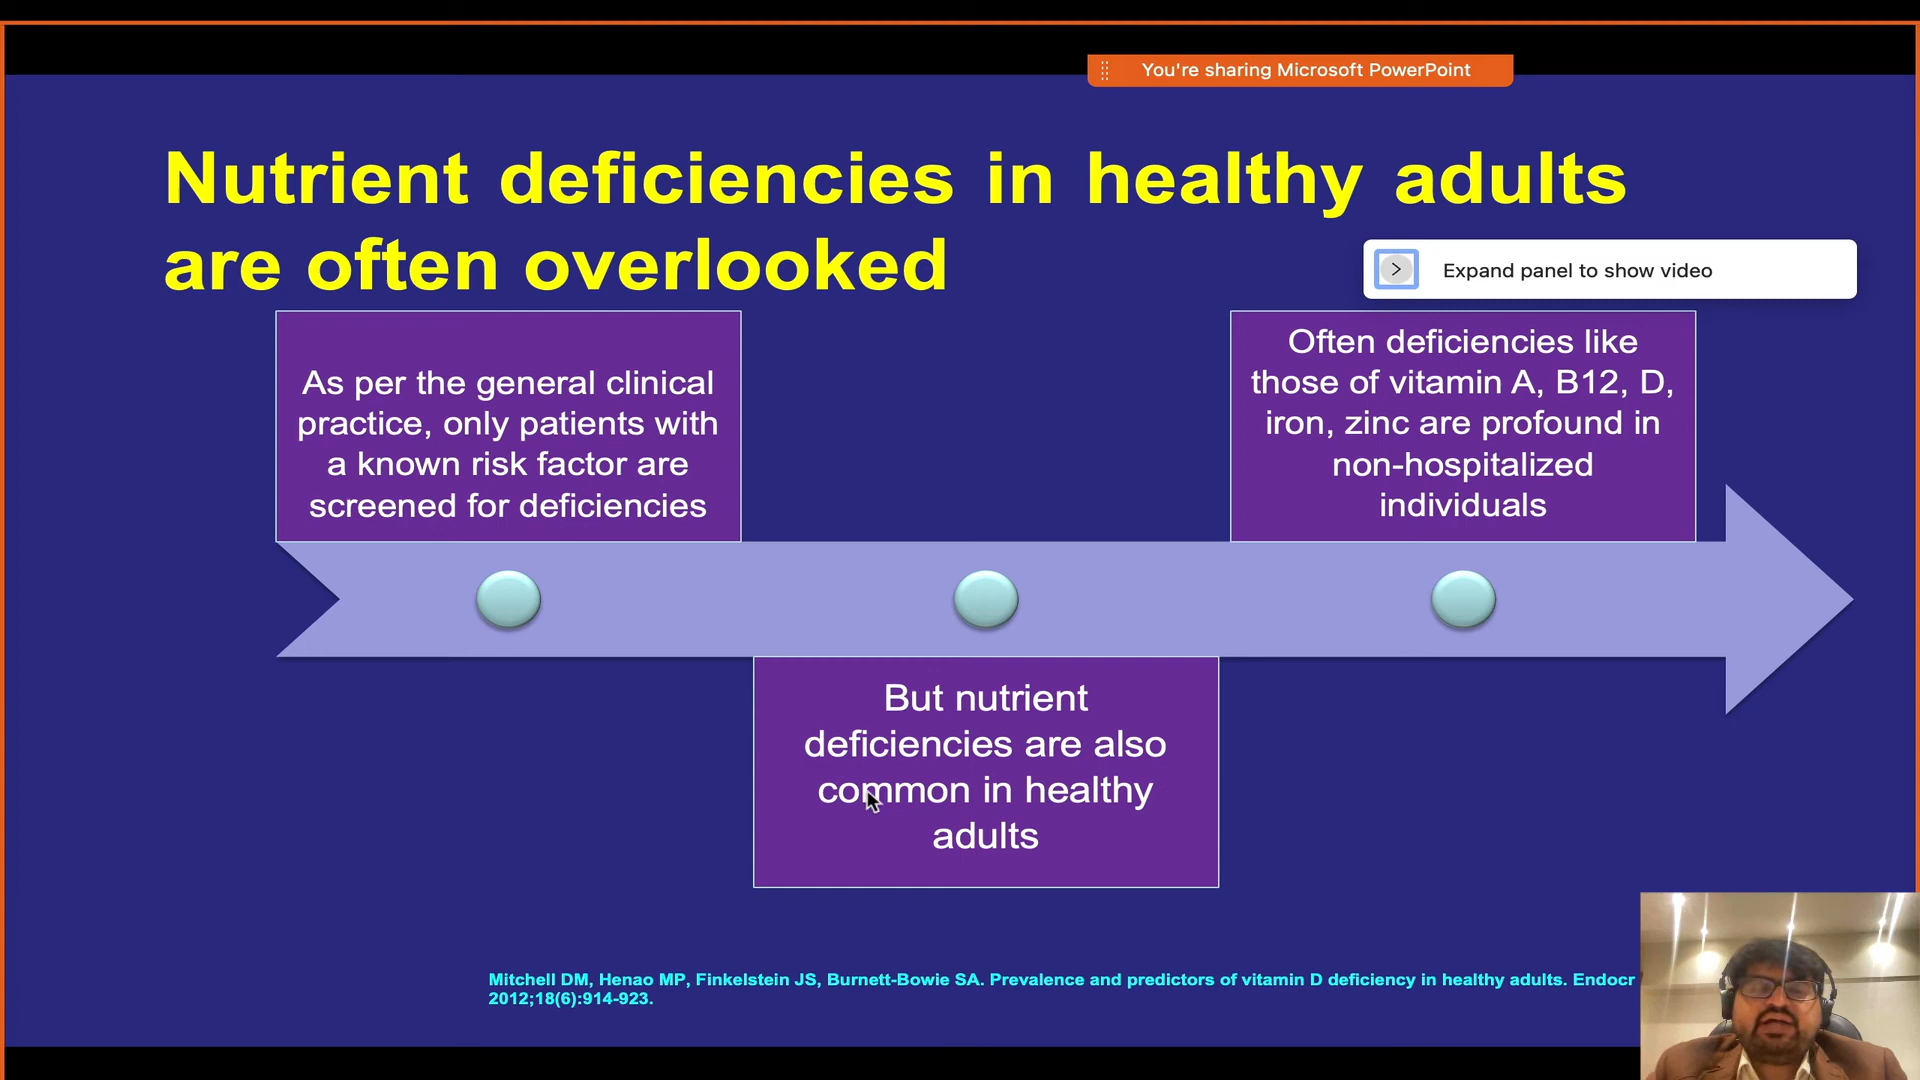 You're sharing Microsoft PowerPoint
Nutrient deficiencies in healthy adults
are often overlooked
Expand panel to show video
As per the general clinical
practice, only patients with
a known risk factor are
screened for deficiencies
Often deficiencies like
those of vitamin A, B12, D,
iron, zinc are profound in
non-hospitalized
individuals
But nutrient
deficiencies are also
common in healthy
adults
Mitchell DM, Henao MP, Finkelstein JS, Burnett-Bowie SA. Prevalence and predictors of vitamin D deficiency in healthy adults. Endocr
2012;18(6):914-923.